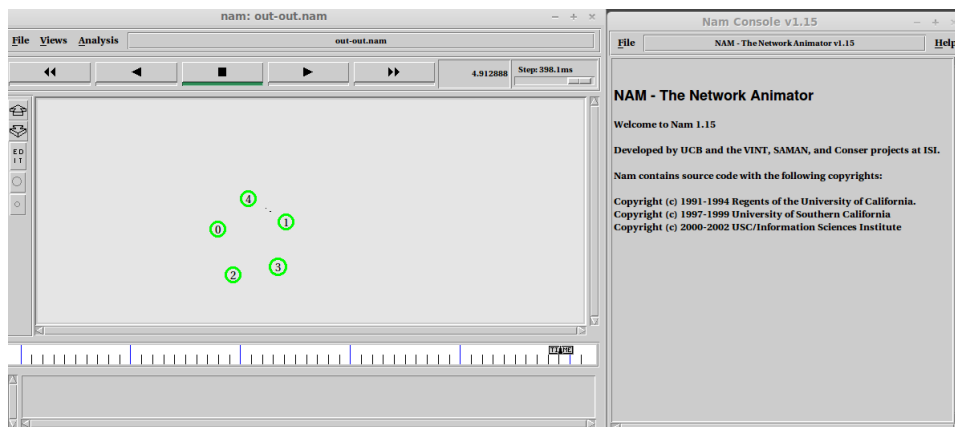 nam: out-out.nam
File Views Analysis out-out.nam
4.912888 Step: 398.1ms
ED
IT
4
1
0
3
2
TIME
Nam Console v1.15
File NAM - The Network Animator v1.15 Help
NAM - The Network Animator
Welcome to Nam 1.15
Developed by UCB and the VINT, SAMAN, and Conser projects at ISI.
Nam contains source code with the following copyrights:
Copyright (c) 1991-1994 Regents of the University of California.
Copyright (c) 1997-1999 University of Southern California
Copyright (c) 2000-2002 USC/Information Sciences Institute